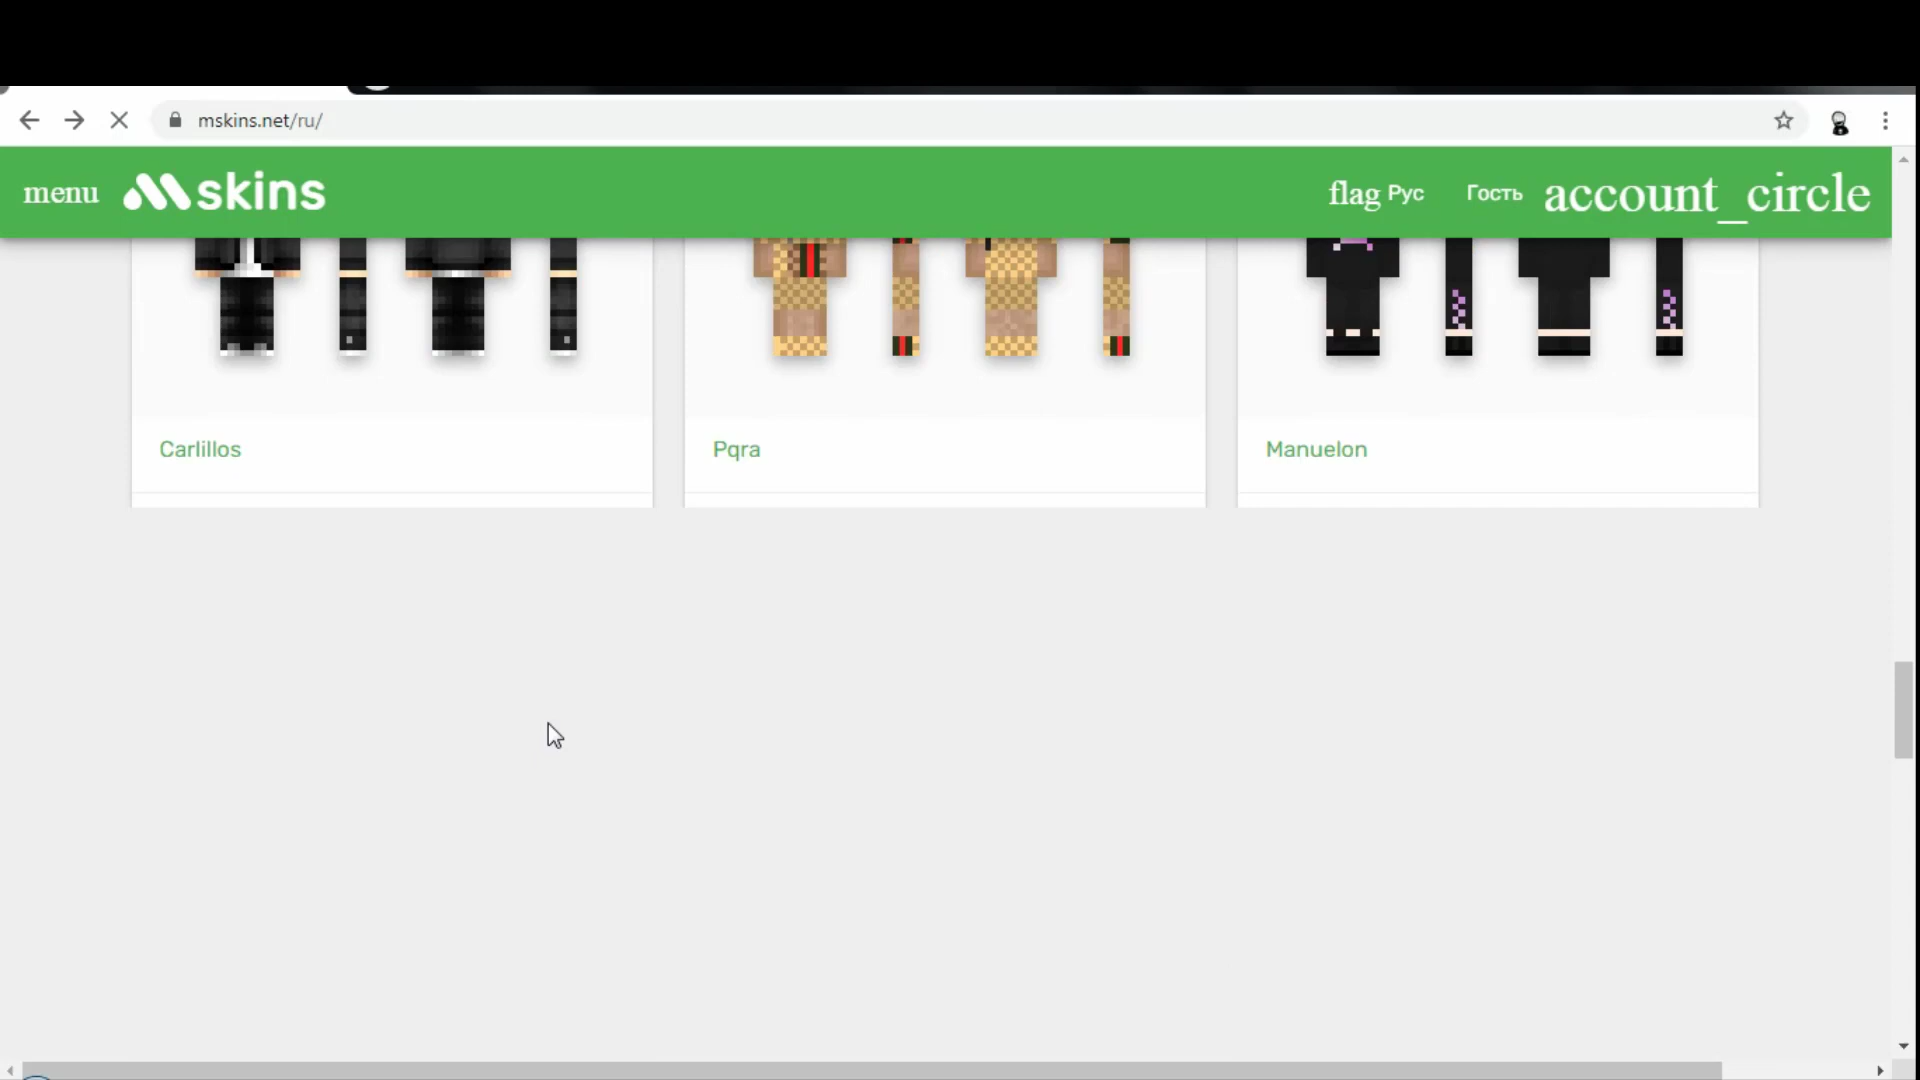 mskins.net/ru/
menu skins flag Рус Гость account_circle
Carlillos Pqra Manuelon